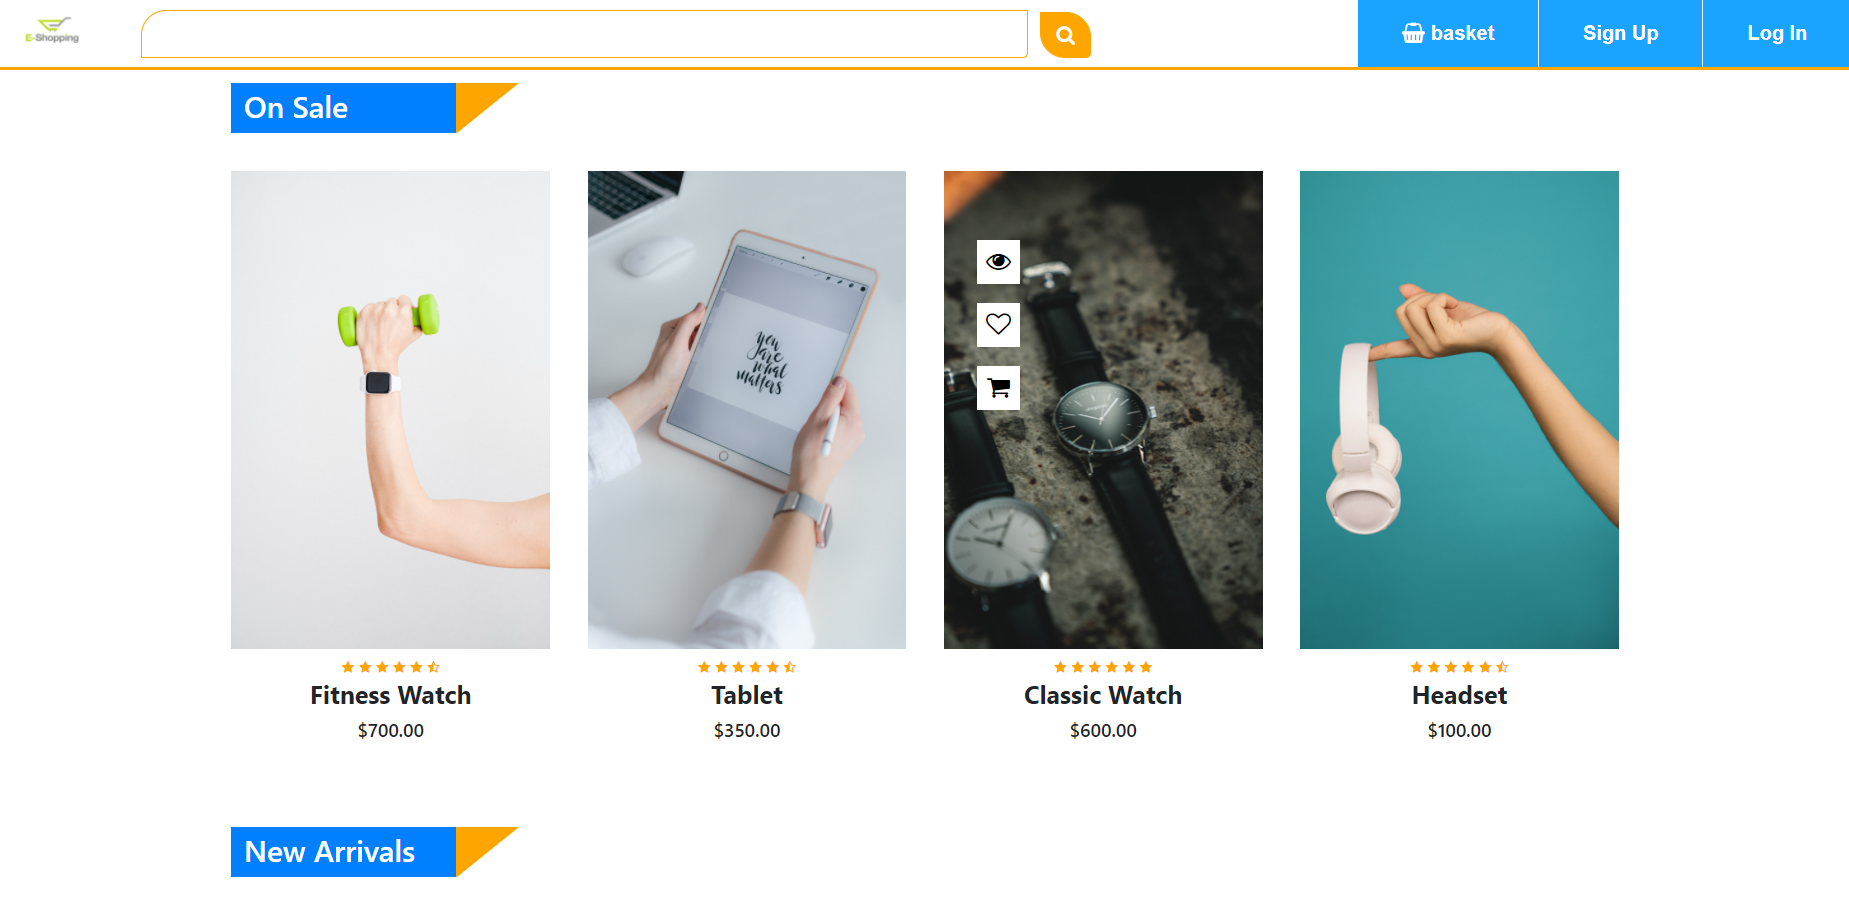 E-Shopping
basket
Sign Up
Log In
On Sale
you
are
what
matters
Fitness Watch
$700.00
Tablet
$350.00
Classic Watch
$600.00
Headset
$100.00
New Arrivals